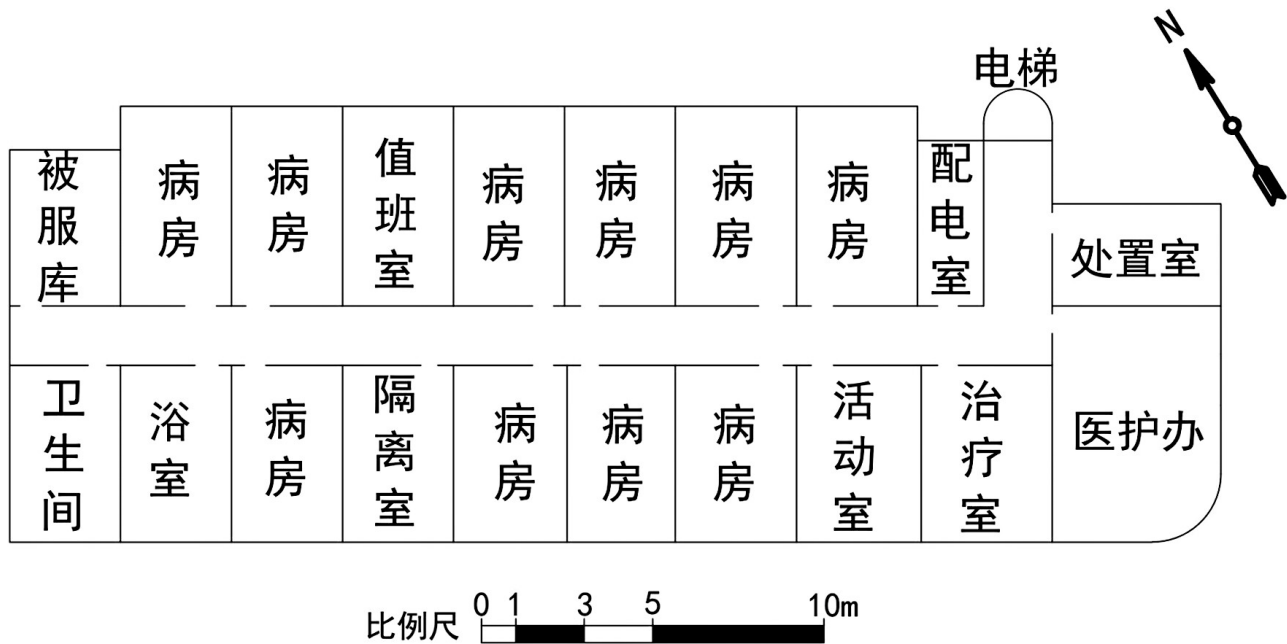 N
电梯
被服库
病房
病房
值班室
病房
病房
病房
病房
配电室
处置室
卫生间
浴室
病房
隔离室
病房
病房
病房
活动室
治疗室
医护办
比例尺 0 1 3 5 10m